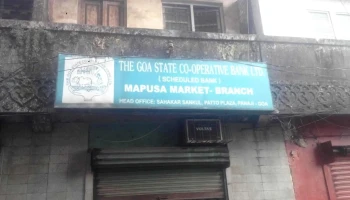 THE GOA STATE CO-OPERATIVE BANK LTD.
( SCHEDULED BANK )
MAPUSA MARKET- BRANCH
HEAD OFFICE: SAHAKAR SANKUL, PATTO PLAZA, PANAJI - GOA